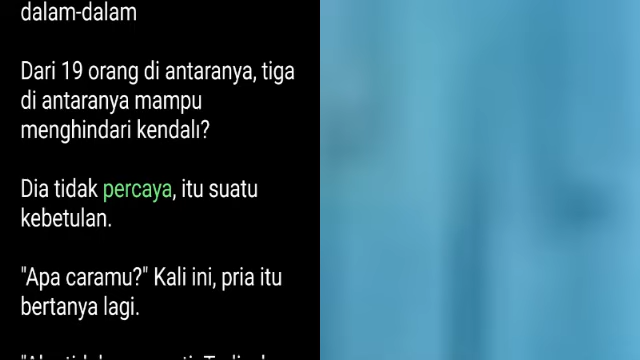 dalam-dalam
Dari 19 orang di antaranya, tiga
di antaranya mampu
menghindari kendali?
Dia tidak percaya, itu suatu
kebetulan.
"Apa caramu?" Kali ini, pria itu
bertanya lagi.